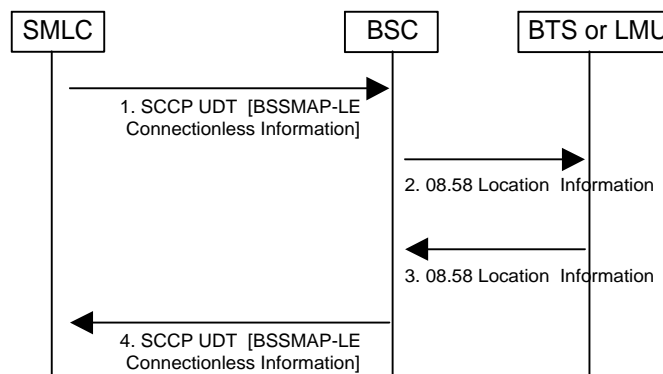 SMLC
BSC
BTS or LMU
1. SCCP UDT [BSSMAP-LE
Connectionless Information]
2. 08.58 Location Information
3. 08.58 Location Information
4. SCCP UDT [BSSMAP-LE
Connectionless Information]